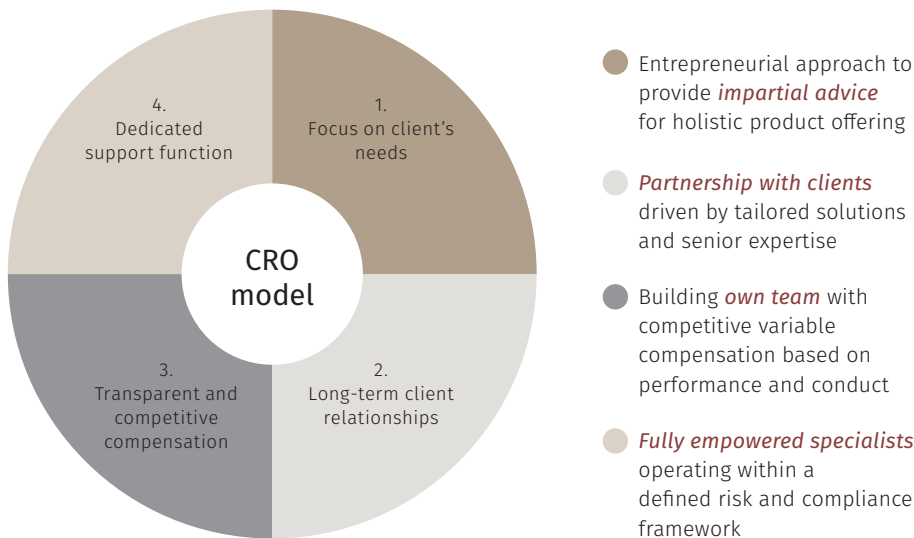 4.
Dedicated
support function
1.
Focus on client’s
needs
CRO
model
3.
Transparent and
competitive
compensation
2.
Long-term client
relationships
Entrepreneurial approach to
provide impartial advice
for holistic product offering
Partnership with clients
driven by tailored solutions
and senior expertise
Building own team with
competitive variable
compensation based on
performance and conduct
Fully empowered specialists
operating within a
defined risk and compliance
framework